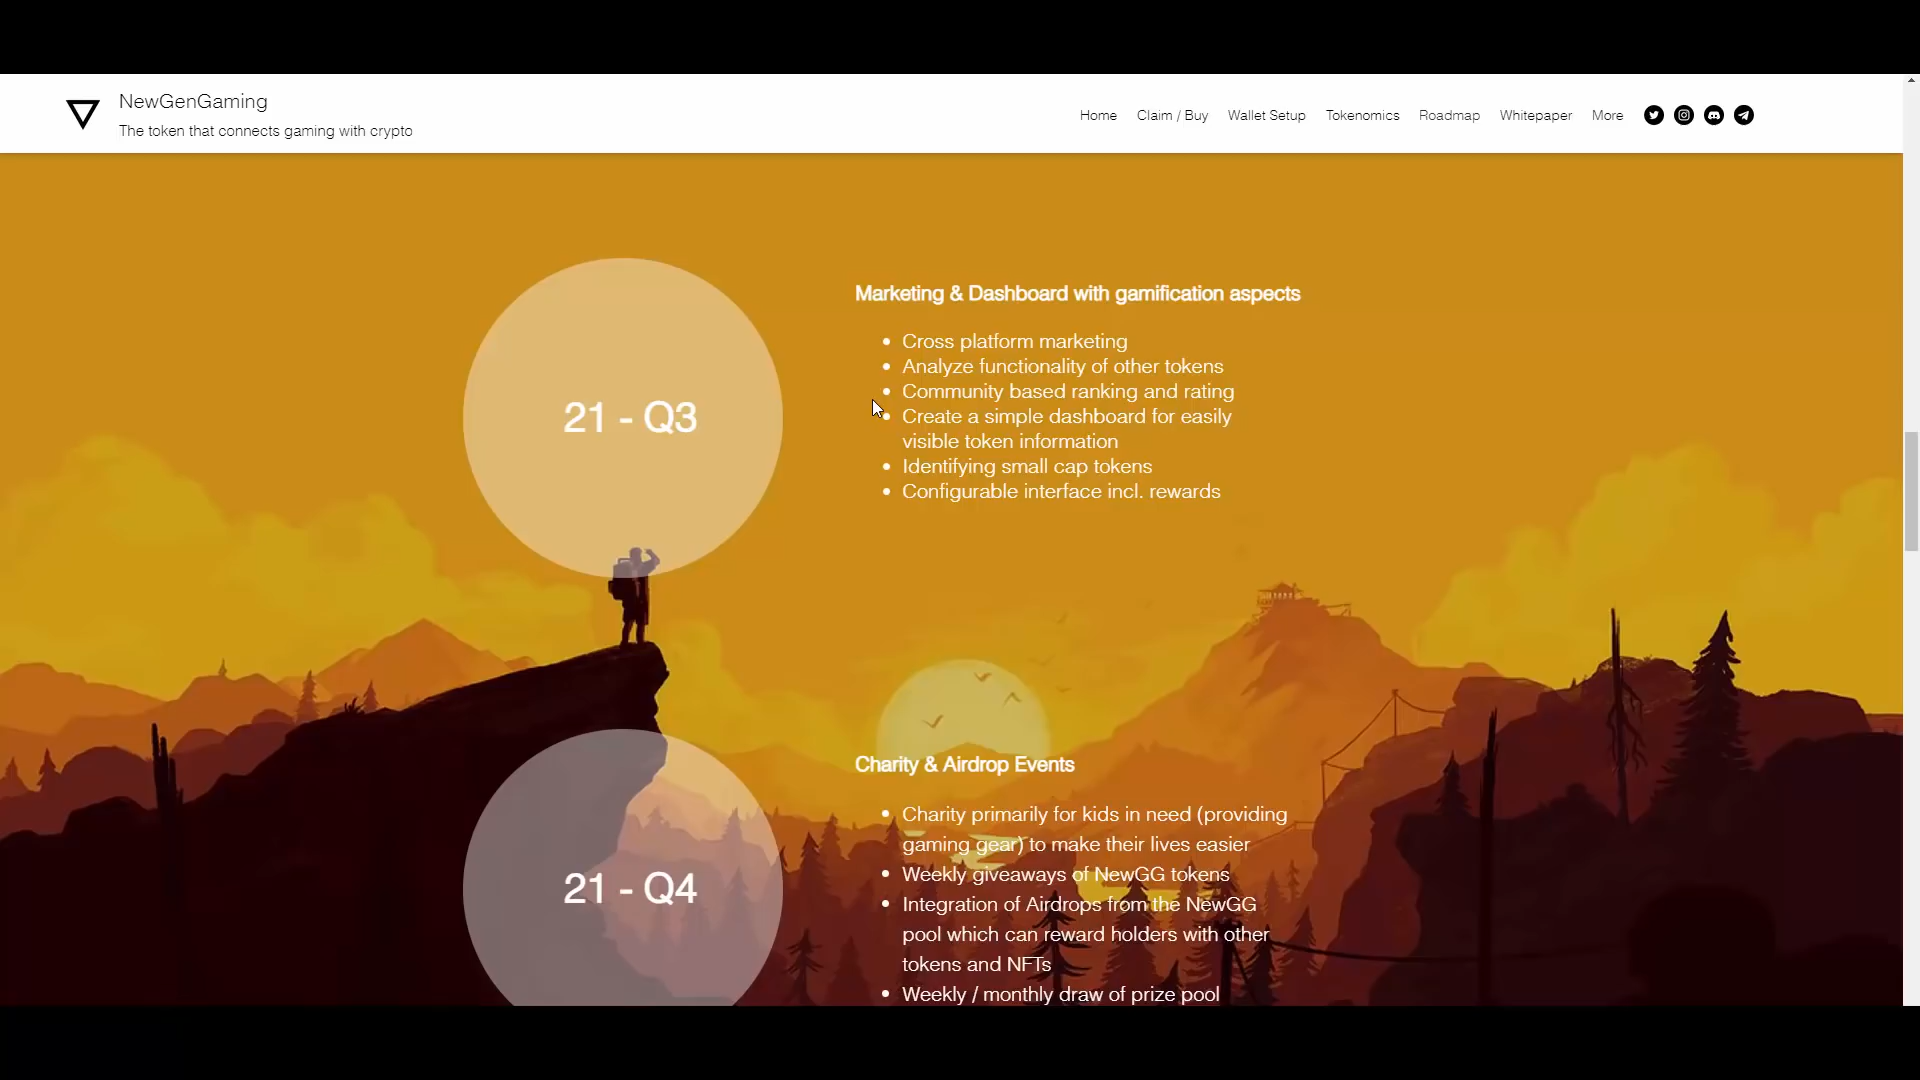 NewGenGaming
The token that connects gaming with crypto
Home Claim / Buy Wallet Setup Tokenomics Roadmap Whitepaper More
21 - Q3
Marketing & Dashboard with gamification aspects
• Cross platform marketing
• Analyze functionality of other tokens
• Community based ranking and rating
• Create a simple dashboard for easily
visible token information
• Identifying small cap tokens
• Configurable interface incl. rewards
21 - Q4
Charity & Airdrop Events
• Charity primarily for kids in need (providing
gaming gear) to make their lives easier
• Weekly giveaways of NewGG tokens
• Integration of Airdrops from the NewGG
pool which can reward holders with other
tokens and NFTs
• Weekly / monthly draw of prize pool